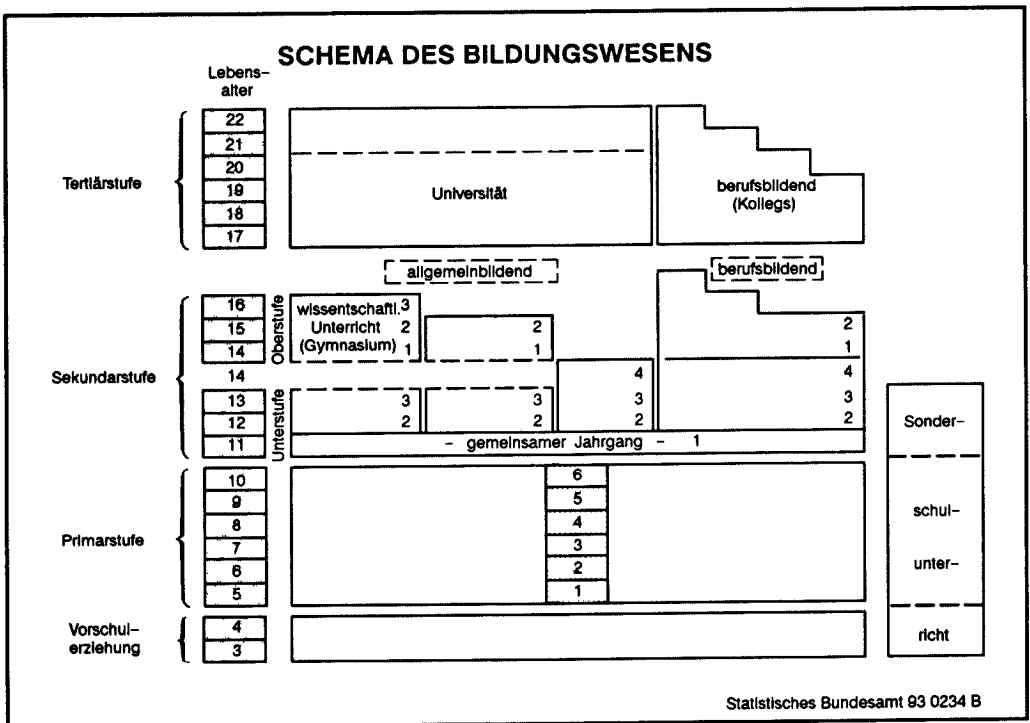 SCHEMA DES BILDUNGSWESENS
Lebens-
alter
22
21
20
19
18
17
Tertiärstufe
Universität
berufsbildend
(Kollegs)
allgemeinbildend
berufsbildend
Sekundarstufe
16
15
14
14
13
12
11
Oberstufe
Unterstufe
wissentschaftl. 3
Unterricht 2
(Gymnasium) 1
2
1
3
2
3
2
4
3
2
2
1
4
3
2
- gemeinsamer Jahrgang - 1
Primarstufe
10
9
8
7
6
5
6
5
4
3
2
1
Vorschul-
erziehung
4
3
Sonder-
schul-
unter-
richt
Statistisches Bundesamt 93 0234 B